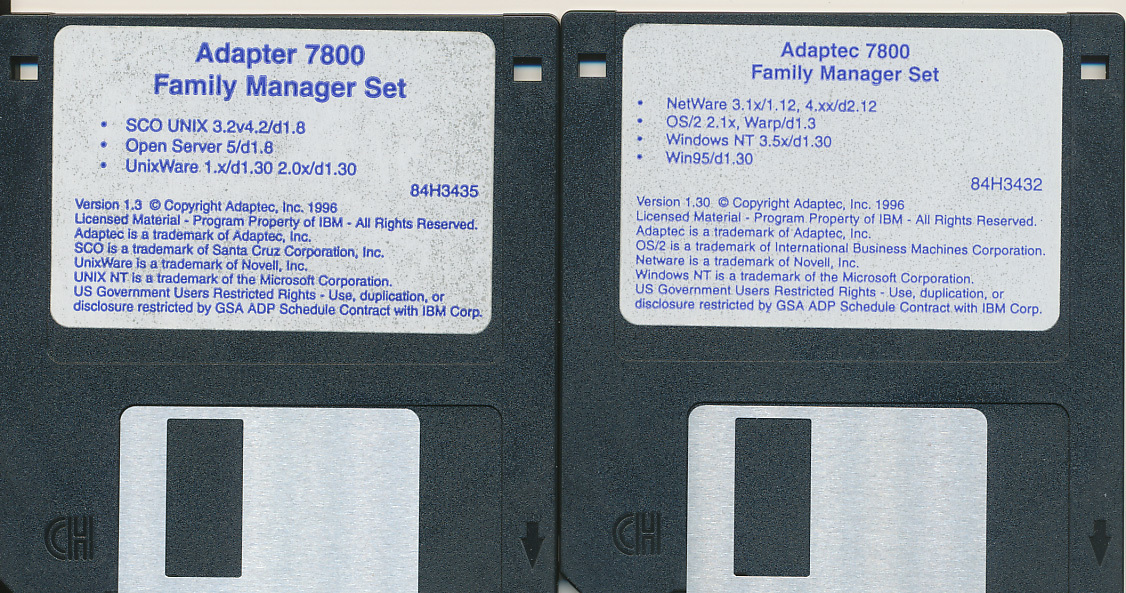 Adapter 7800
Family Manager Set
• SCO UNIX 3.2v4.2/d1.8
• Open Server 5/d1.8
• UnixWare 1.x/d1.30 2.0x/d1.30
84H3435
Version 1.3 © Copyright Adaptec, Inc. 1996
Licensed Material - Program Property of IBM - All Rights Reserved.
Adaptec is a trademark of Adaptec, Inc.
SCO is a trademark of Santa Cruz Corporation, Inc.
UnixWare is a trademark of Novell, Inc.
UNIX NT is a trademark of the Microsoft Corporation.
US Government Users Restricted Rights - Use, duplication, or
disclosure restricted by GSA ADP Schedule Contract with IBM Corp.
CH
Adaptec 7800
Family Manager Set
• NetWare 3.1x/1.12, 4.xx/d2.12
• OS/2 2.1x, Warp/d1.3
• Windows NT 3.5x/d1.30
• Win95/d1.30
84H3432
Version 1.30 © Copyright Adaptec, Inc. 1996
Licensed Material - Program Property of IBM - All Rights Reserved.
Adaptec is a trademark of Adaptec, Inc.
OS/2 is a trademark of International Business Machines Corporation.
Netware is a trademark of Novell, Inc.
Windows NT is a trademark of the Microsoft Corporation.
US Government Users Restricted Rights - Use, duplication, or
disclosure restricted by GSA ADP Schedule Contract with IBM Corp.
CH